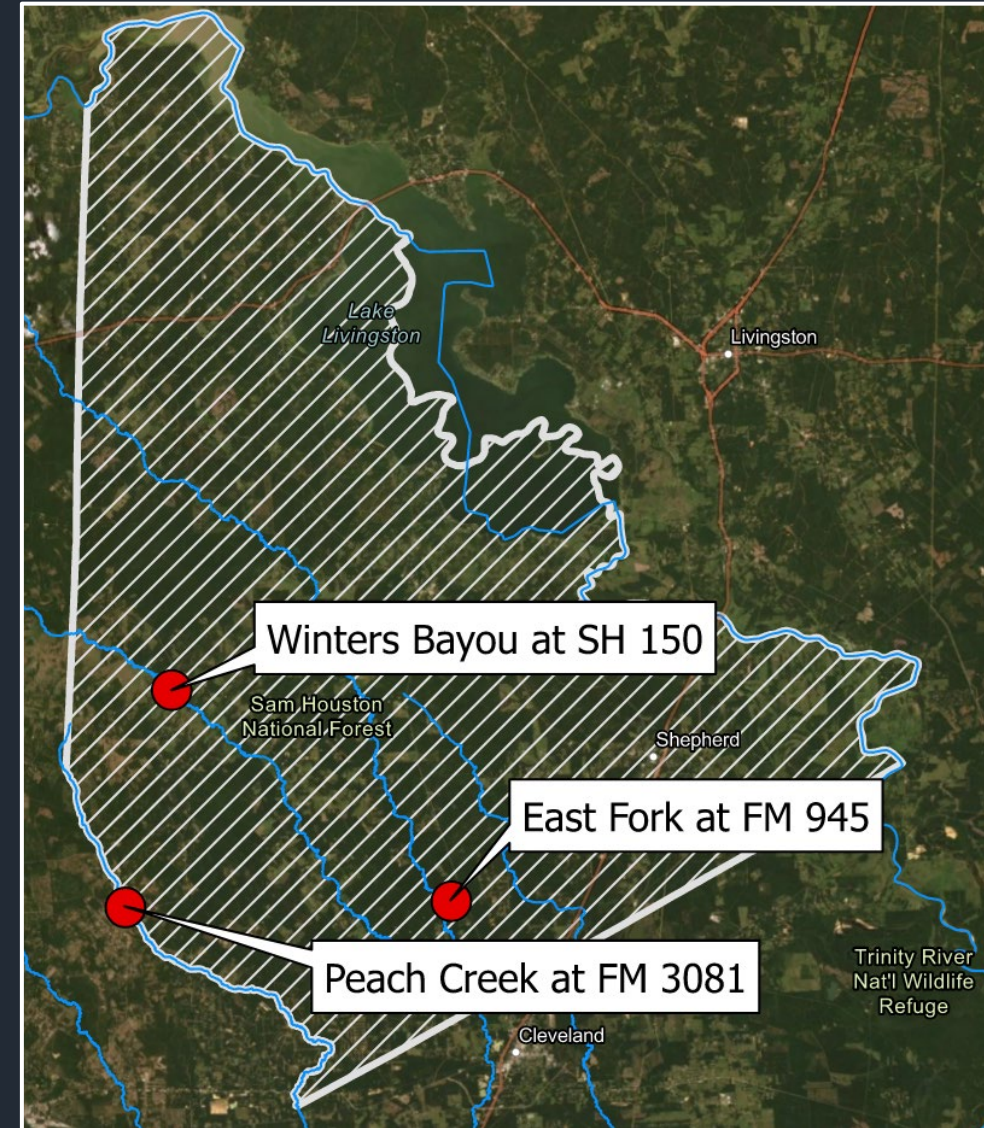 Lake
Livingston
Livingston
Winters Bayou at SH 150
Sam Houston
National Forest
Shepherd
East Fork at FM 945
Peach Creek at FM 3081
Trinity River
Nat'l Wildlife
Refuge
Cleveland